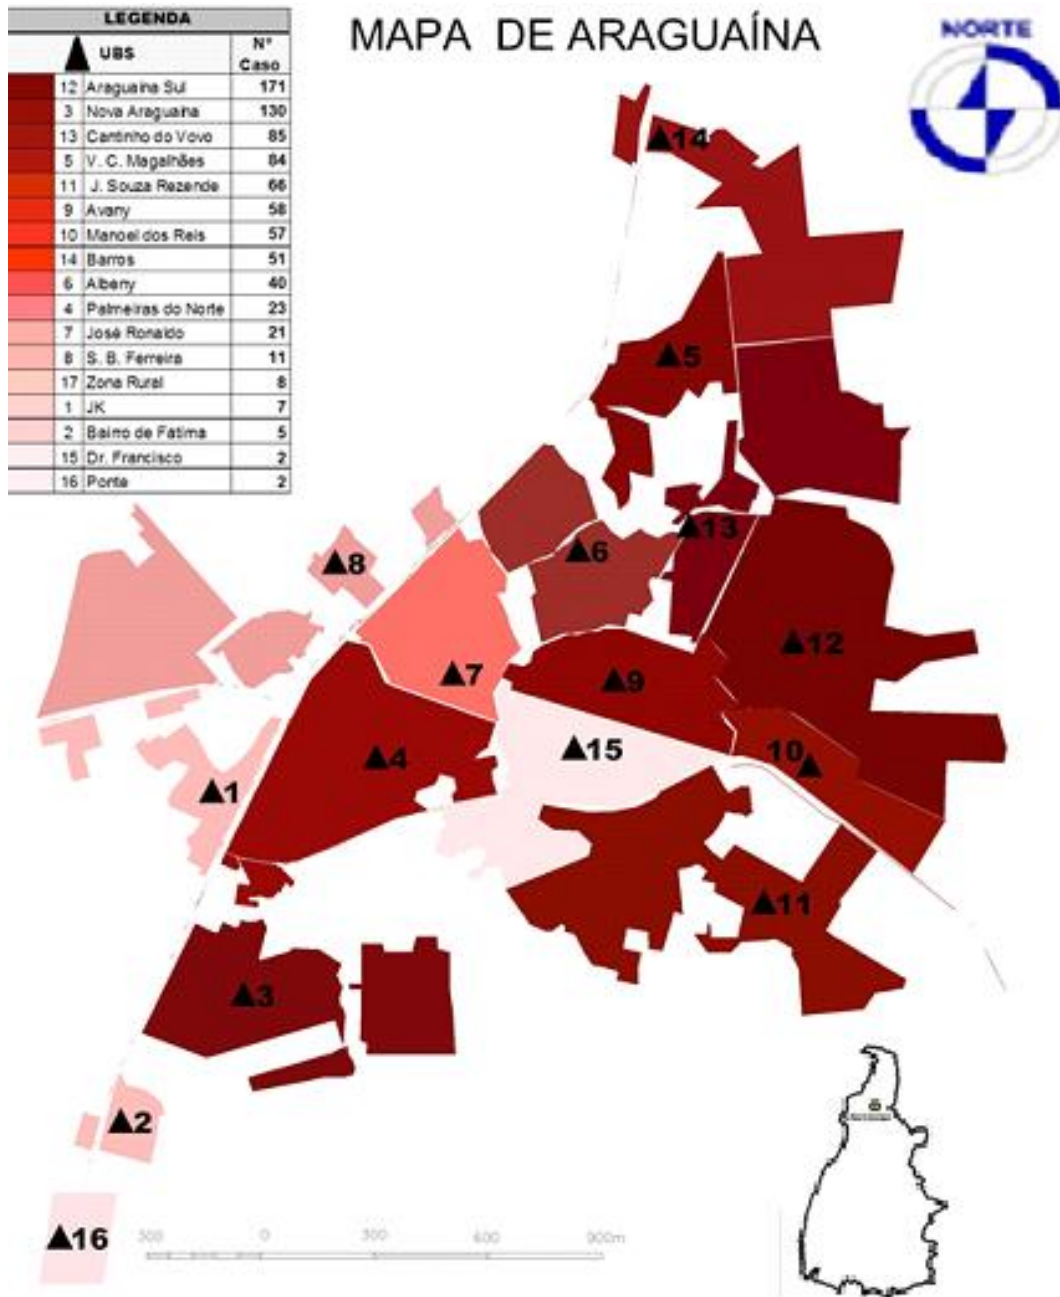 LEGENDA
UBS N° Caso
12 Araguaina Sul 171
3 Nova Araguaina 130
13 Cantinho do Vovo 85
5 V. C. Magalhães 84
11 J. Souza Rezende 66
9 Avany 58
10 Manoel dos Reis 57
14 Barros 51
6 Albeny 40
4 Palmeiras do Norte 23
7 José Ronaldo 21
8 S. B. Ferreira 11
17 Zona Rural 8
1 JK 7
2 Bairro de Fatima 5
15 Dr. Francisco 2
16 Ponte 2
MAPA DE ARAGUAÍNA
NORTE
14
5
13
6
8
12
7
9
15
10
4
1
11
3
2
16
300 0 300 600 900m